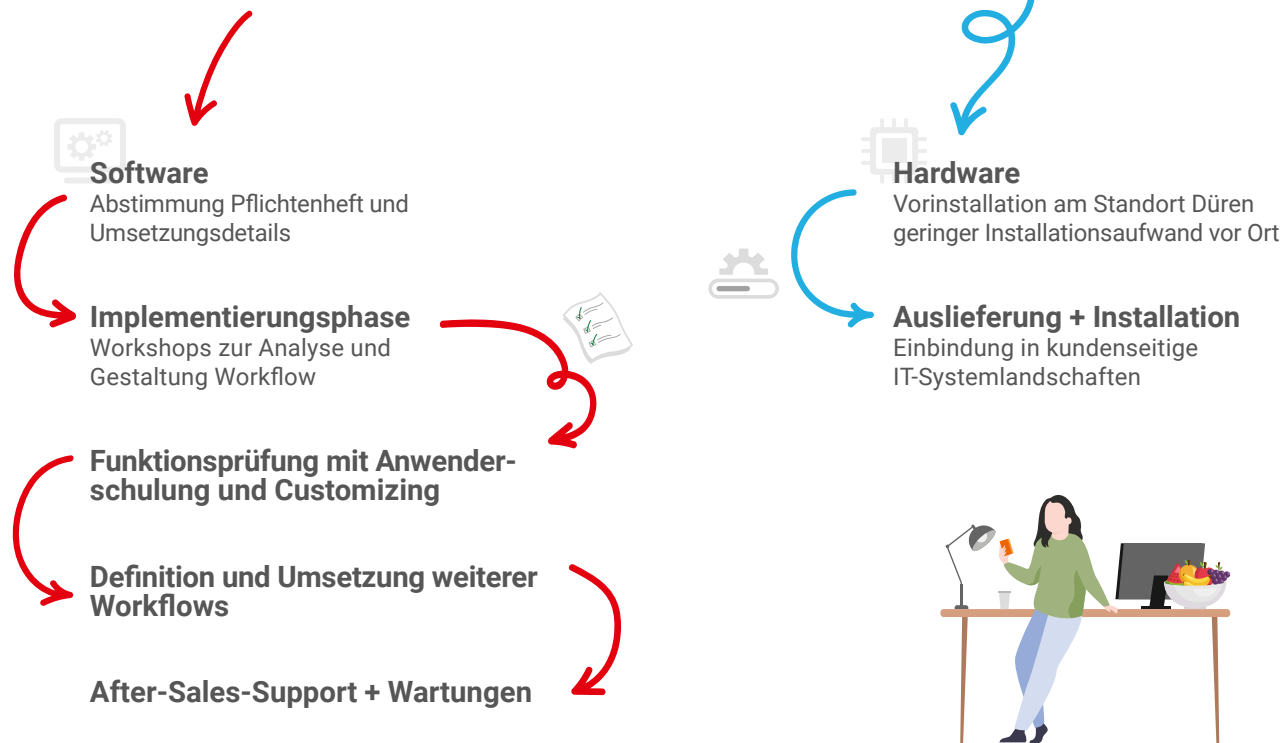 Software
Abstimmung Pflichtenheft und
Umsetzungsdetails
Implementierungsphase
Workshops zur Analyse und
Gestaltung Workflow
Funktionsprüfung mit Anwender-
schulung und Customizing
Definition und Umsetzung weiterer
Workflows
After-Sales-Support + Wartungen
Hardware
Vorinstallation am Standort Düren
geringer Installationsaufwand vor Ort
Auslieferung + Installation
Einbindung in kundenseitige
IT-Systemlandschaften